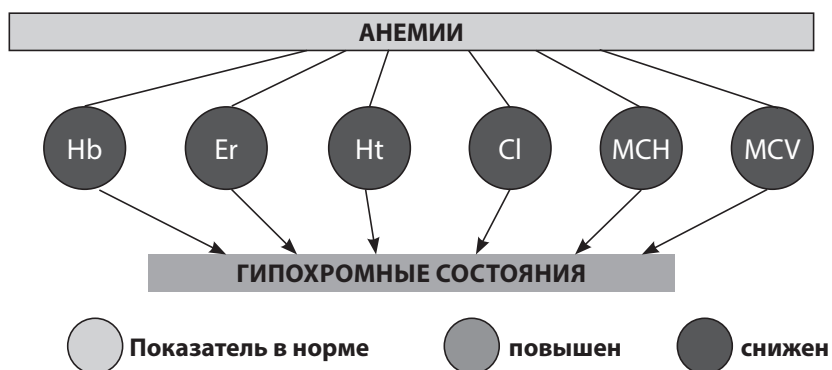 АНЕМИИ
Hb Er Ht Cl MCH MCV
ГИПОХРОМНЫЕ СОСТОЯНИЯ
Показатель в норме повышен снижен